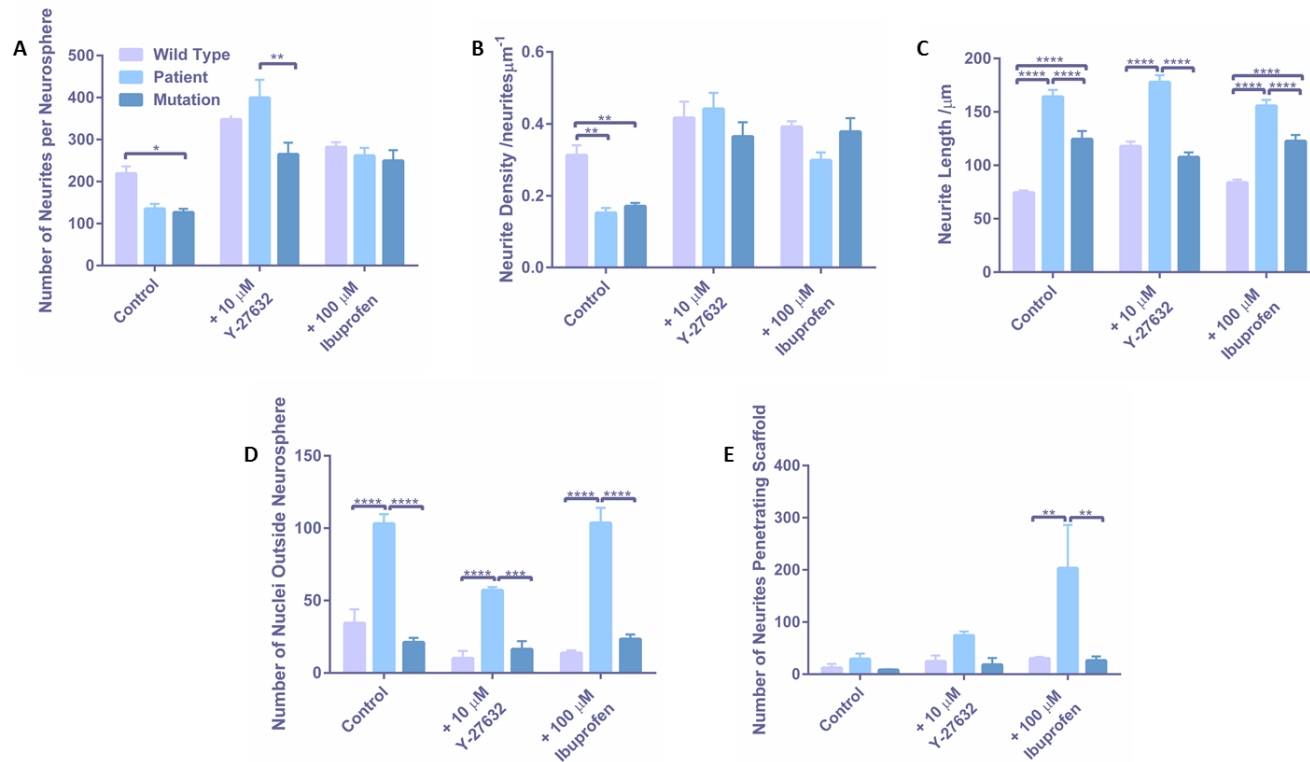 A
Number of Neurites per Neurosphere
500
400
300
200
100
0
Wild Type
Patient
Mutation
*
**
Control
+ 10 μM
Y-27632
+ 100 μM
Ibuprofen
B
Neurite Density /neuritesμm⁻¹
0.6
0.4
0.2
0.0
**
**
Control
+ 10 μM
Y-27632
+ 100 μM
Ibuprofen
C
Neurite Length /μm
200
150
100
50
0
****
**** ****
**** ****
****
**** ****
Control
+ 10 μM
Y-27632
+ 100 μM
Ibuprofen
D
Number of Nuclei Outside Neurosphere
150
100
50
0
**** ****
**** ***
**** ****
Control
+ 10 μM
Y-27632
+ 100 μM
Ibuprofen
E
Number of Neurites Penetrating Scaffold
400
300
200
100
0
** **
Control
+ 10 μM
Y-27632
+ 100 μM
Ibuprofen